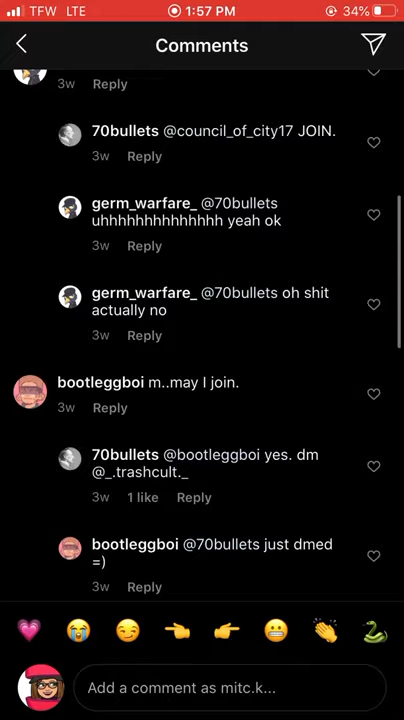 TFW LTE 1:57 PM 34%
Comments
3w Reply
70bullets @council_of_city17 JOIN.
3w Reply
germ_warfare_ @70bullets
uhhhhhhhhhhhhhh yeah ok
3w Reply
germ_warfare_ @70bullets oh shit
actually no
3w Reply
bootleggboi m..may I join.
3w Reply
70bullets @bootleggboi yes. dm
@_.trashcult._
3w 1 like Reply
bootleggboi @70bullets just dmed
=)
3w Reply
Add a comment as mitc.k...